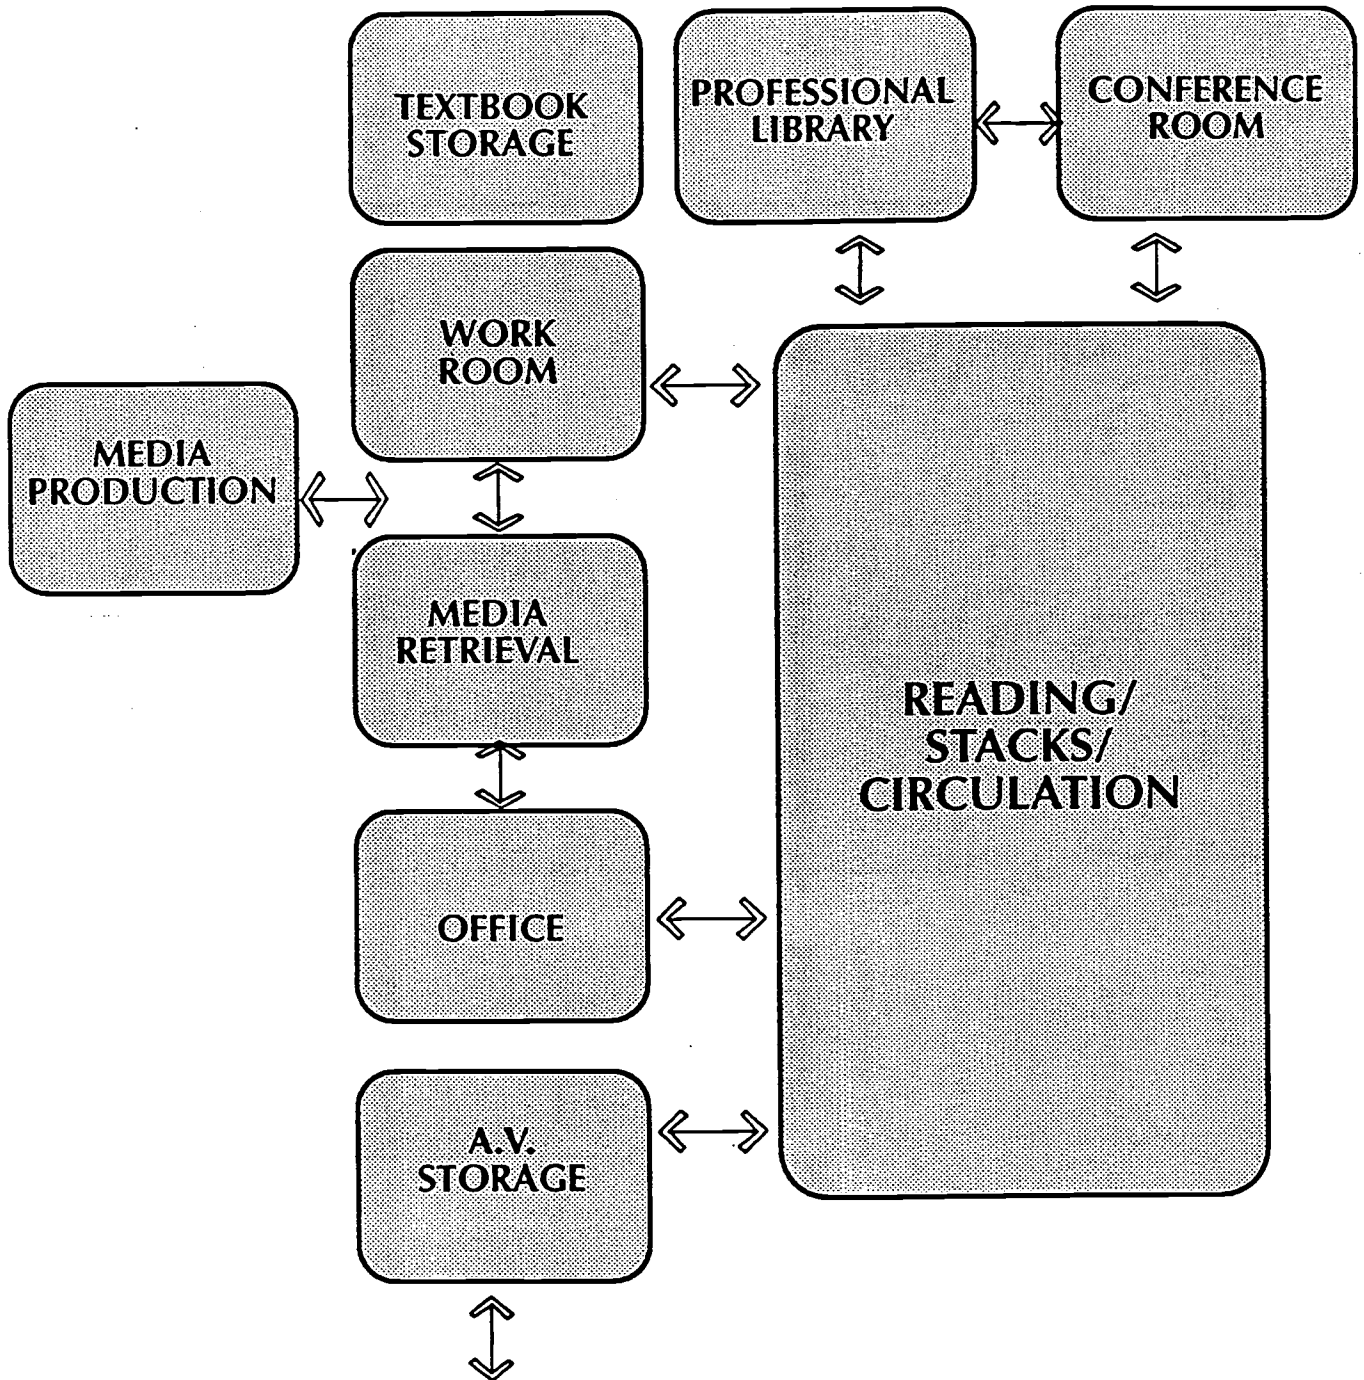 TEXTBOOK
STORAGE
PROFESSIONAL
LIBRARY
CONFERENCE
ROOM
WORK
ROOM
MEDIA
PRODUCTION
MEDIA
RETRIEVAL
READING/
STACKS/
CIRCULATION
OFFICE
A.V.
STORAGE